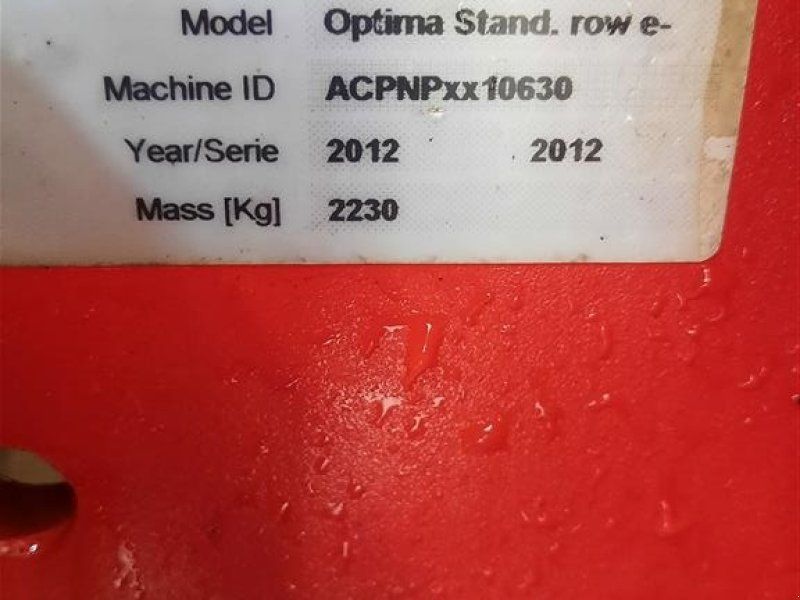 Model Optima Stand. row e-
Machine ID ACPNPxx10630
Year/Serie 2012 2012
Mass [Kg] 2230